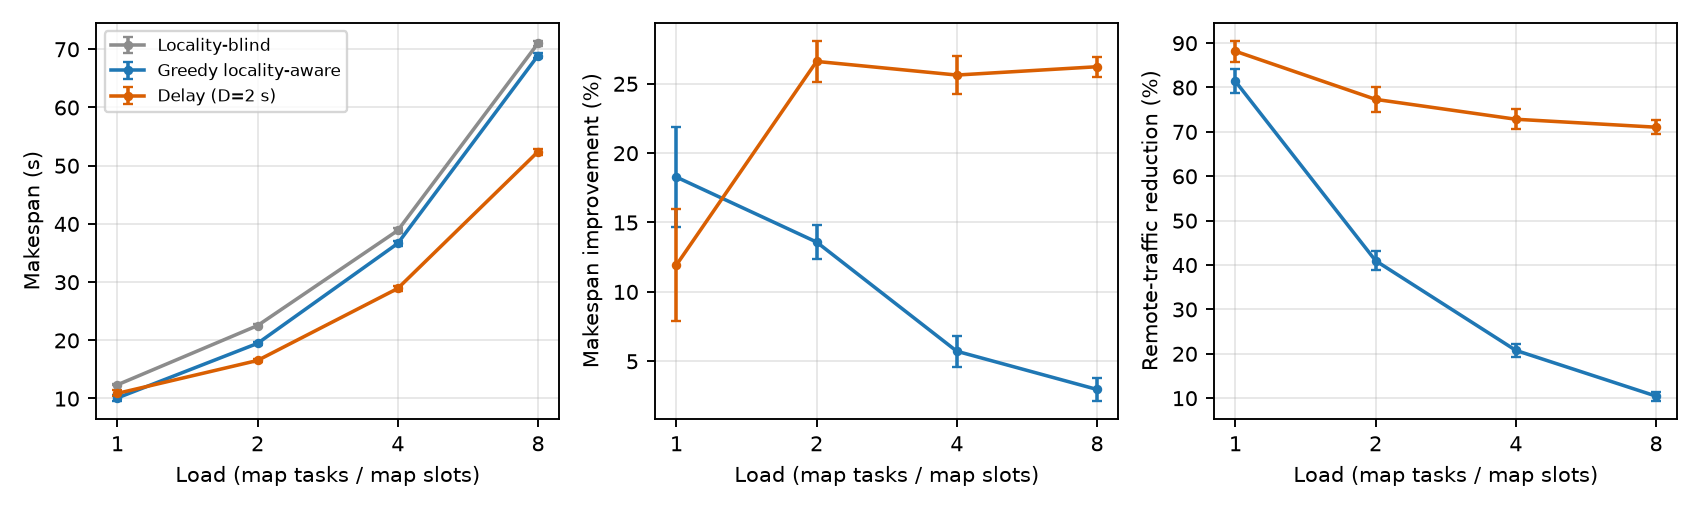 Makespan (s)
70
60
50
40
30
20
10
Locality-blind
Greedy locality-aware
Delay (D=2 s)
1 2 4 8
Load (map tasks / map slots)
Makespan improvement (%)
25
20
15
10
5
1 2 4 8
Load (map tasks / map slots)
Remote-traffic reduction (%)
90
80
70
60
50
40
30
20
10
1 2 4 8
Load (map tasks / map slots)